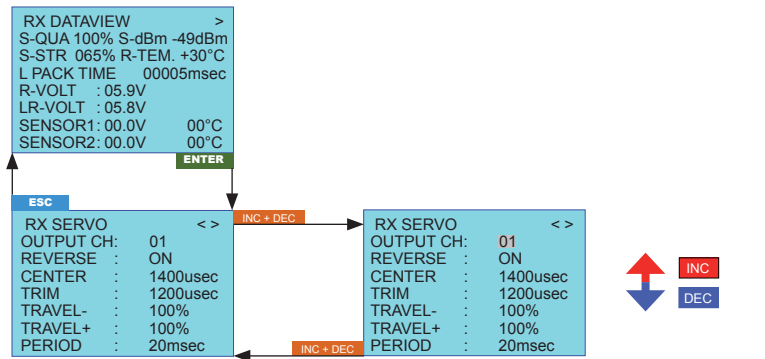 RX DATAVIEW >
S-QUA 100% S-dBm -49dBm
S-STR 065% R-TEM. +30°C
L PACK TIME 00005msec
R-VOLT : 05.9V
LR-VOLT : 05.8V
SENSOR1: 00.0V 00°C
SENSOR2: 00.0V 00°C
ENTER
ESC
RX SERVO < >
OUTPUT CH: 01
REVERSE : ON
CENTER : 1400usec
TRIM : 1200usec
TRAVEL- : 100%
TRAVEL+ : 100%
PERIOD : 20msec
INC + DEC
INC + DEC
RX SERVO < >
OUTPUT CH: 01
REVERSE : ON
CENTER : 1400usec
TRIM : 1200usec
TRAVEL- : 100%
TRAVEL+ : 100%
PERIOD : 20msec
INC
DEC